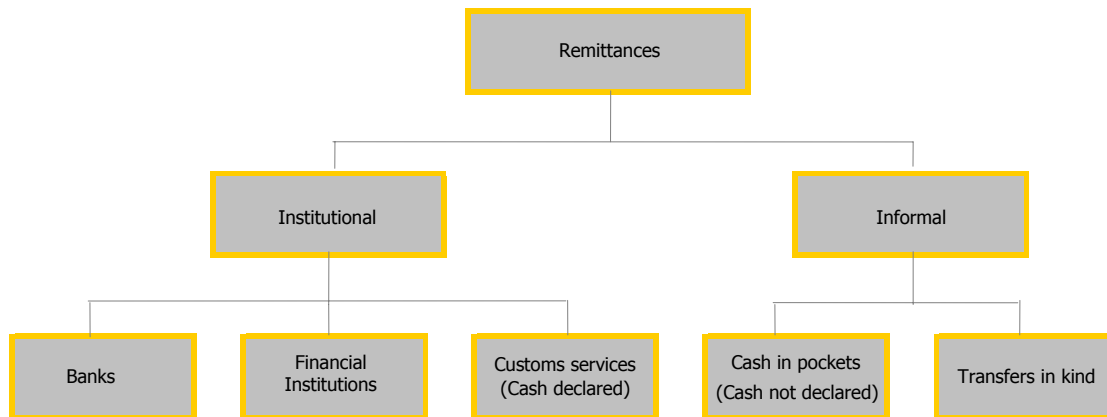 Remittances
Institutional
Informal
Banks
Financial
Institutions
Customs services
(Cash declared)
Cash in pockets
(Cash not declared)
Transfers in kind